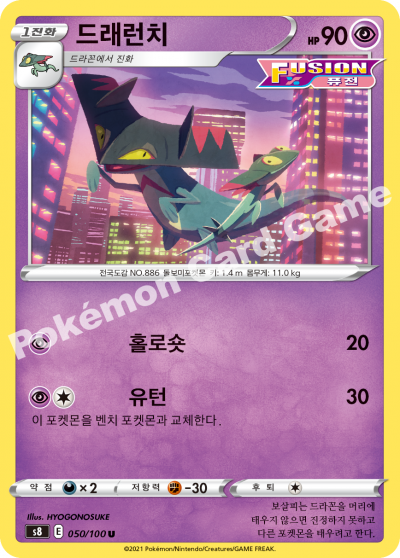 1진화
드래런치
HP 90
드라꼰에서 진화
FUSION
퓨전
Pokémon Card Game
전국도감 NO.886 돌보미포켓몬 키: 1.4 m 몸무게: 11.0 kg
홀로숏 20
유턴 30
이 포켓몬을 벤치 포켓몬과 교체한다.
약점 ×2 저항력 -30 후퇴
Illus. HYOGONOSUKE
보살피는 드라꼰을 머리에
태우지 않으면 진정하지 못하고
다른 포켓몬을 태우려고 한다.
s8 E 050/100 U
©2021 Pokémon/Nintendo/Creatures/GAME FREAK.